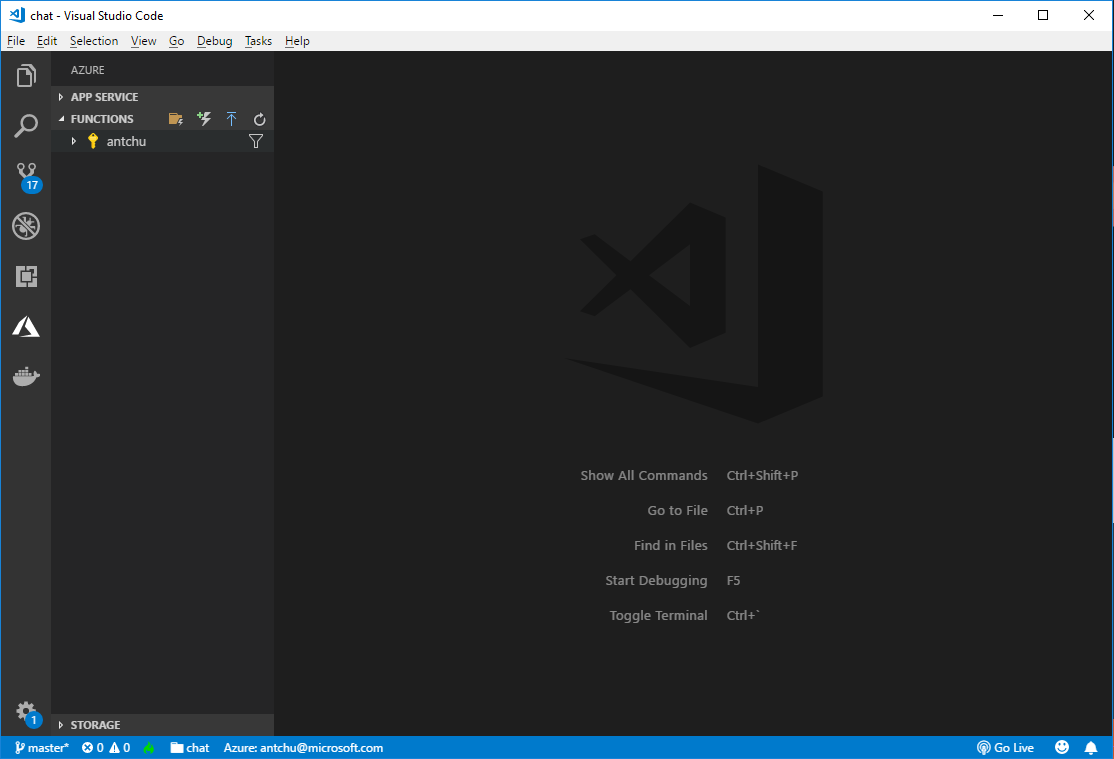 chat - Visual Studio Code
File Edit Selection View Go Debug Tasks Help
AZURE
APP SERVICE
FUNCTIONS
antchu
17
Show All Commands Ctrl+Shift+P
Go to File Ctrl+P
Find in Files Ctrl+Shift+F
Start Debugging F5
Toggle Terminal Ctrl+`
1
STORAGE
master* 0 0 chat Azure: antchu@microsoft.com Go Live